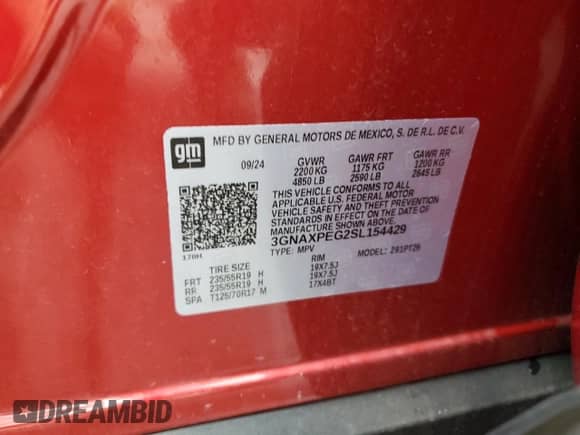 gm
MFD BY GENERAL MOTORS DE MEXICO, S. DE R.L. DE C.V.
09/24 GVWR GAWR FRT GAWR RR
2200 KG 1175 KG 1200 KG
4850 LB 2590 LB 2645 LB
THIS VEHICLE CONFORMS TO ALL
APPLICABLE U.S. FEDERAL MOTOR
VEHICLE SAFETY AND THEFT PREVENTION
STANDARDS IN EFFECT ON THE DATE OF
MANUFACTURE SHOWN ABOVE.
3GNAXPEG2SL154429
TYPE: MPV MODEL: 291PT26
170H
TIRE SIZE RIM
FRT 235/55R19 H 19X7.5J
RR 235/55R19 H 19X7.5J
SPA T125/70R17 M 17X4BT
DREAMBID